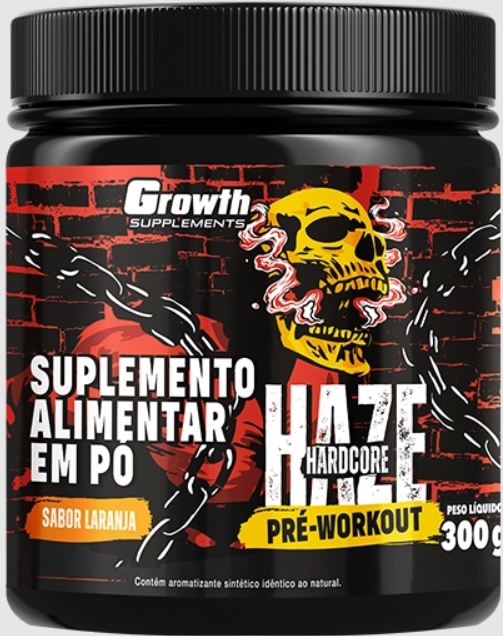 Growth
SUPPLEMENTS
SUPLEMENTO
ALIMENTAR
EM PÓ
SABOR LARANJA
HAZE
HARDCORE
PRÉ-WORKOUT
PESO LÍQUIDO
300 g
Contém aromatizante sintético idêntico ao natural.